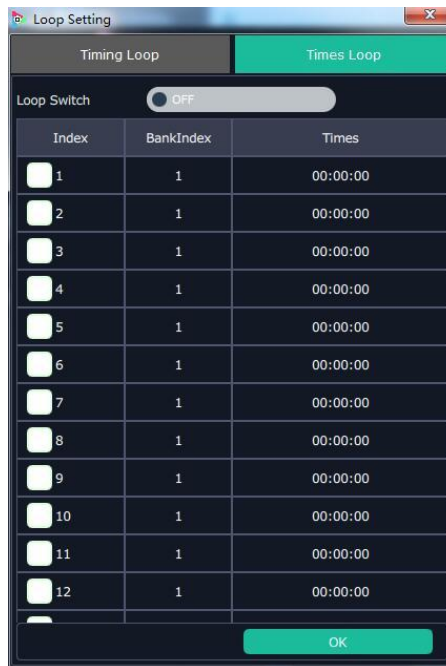 Loop Setting
X
Timing Loop Times Loop
Loop Switch OFF
Index BankIndex Times
1 1 00:00:00
2 1 00:00:00
3 1 00:00:00
4 1 00:00:00
5 1 00:00:00
6 1 00:00:00
7 1 00:00:00
8 1 00:00:00
9 1 00:00:00
10 1 00:00:00
11 1 00:00:00
12 1 00:00:00
OK